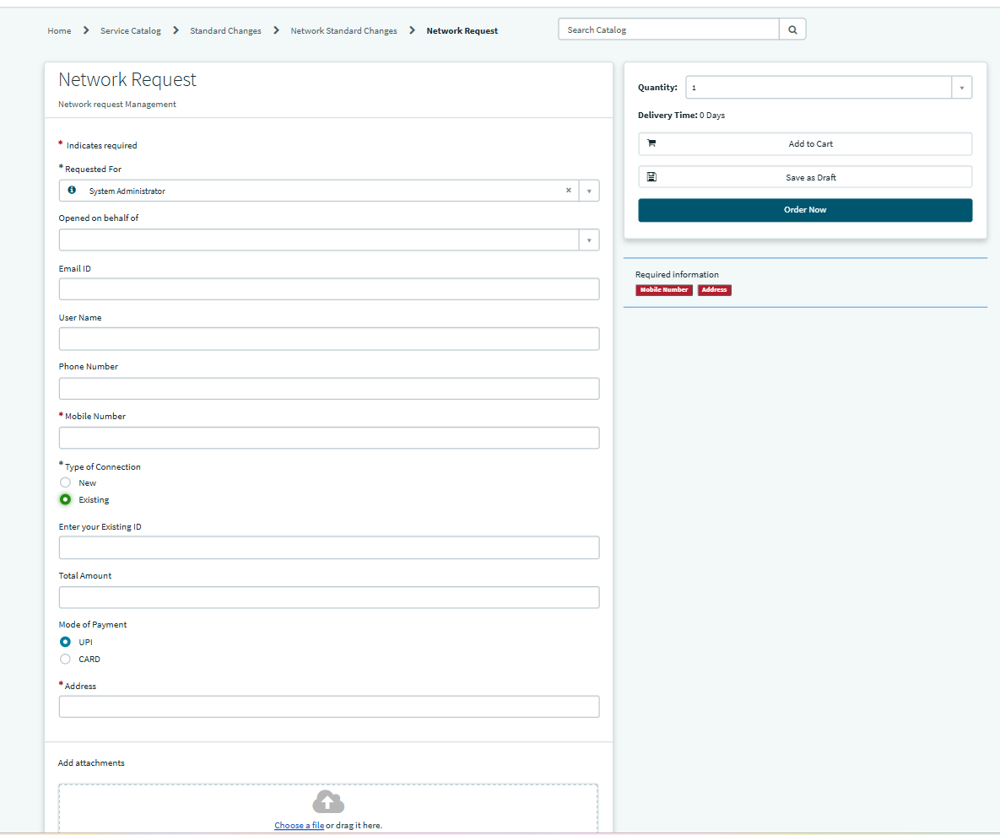 Home Service Catalog Standard Changes Network Standard Changes Network Request
Search Catalog
Network Request
Network request Management
* Indicates required
* Requested For
System Administrator
Opened on behalf of
Email ID
User Name
Phone Number
* Mobile Number
* Type of Connection
New
Existing
Enter your Existing ID
Total Amount
Mode of Payment
UPI
CARD
* Address
Add attachments
Choose a file or drag it here.
Quantity: 1
Delivery Time: 0 Days
Add to Cart
Save as Draft
Order Now
Required information
Mobile Number Address